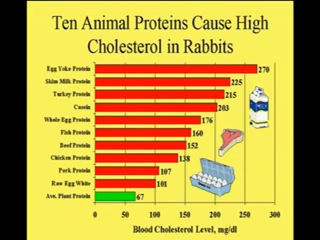 Ten Animal Proteins Cause High
Cholesterol in Rabbits
Egg Yoke Protein 270
Skim Milk Protein 225
Turkey Protein 215
Casein 203
Whole Egg Protein 176
Fish Protein 160
Beef Protein 152
Chicken Protein 138
Pork Protein 107
Raw Egg White 101
Ave. Plant Protein 67
0 50 100 150 200 250 300
Blood Cholesterol Level, mg/dl